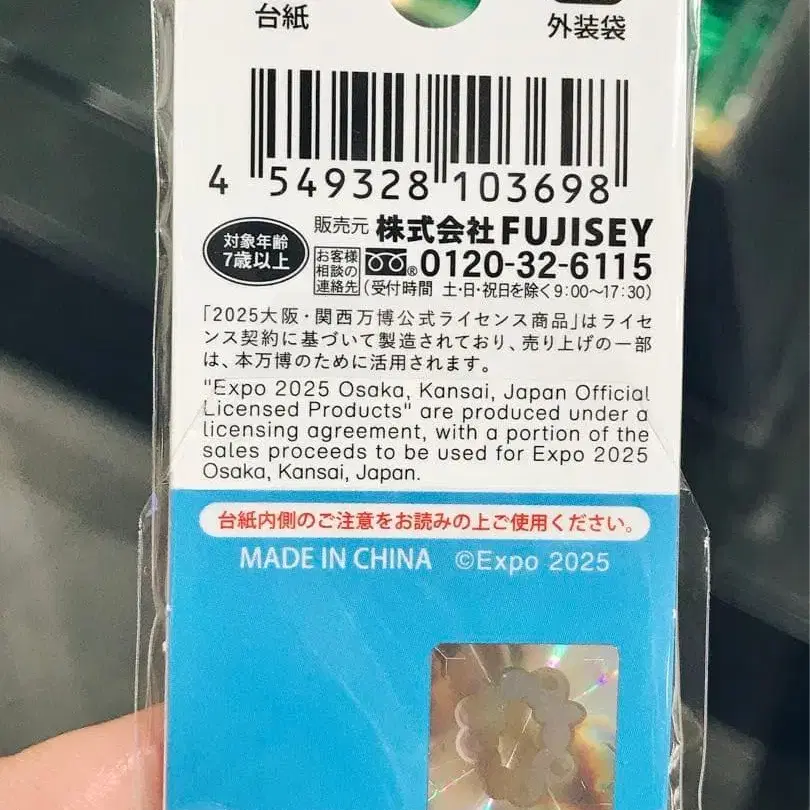 台紙
外装袋
4 549328 103698
対象年齢
7歳以上
販売元 株式会社FUJISEY
お客様
相談の
連絡先
® 0120-32-6115
(受付時間 土・日・祝日を除く9:00〜17:30)
「2025大阪・関西万博公式ライセンス商品」はライセ
ンス契約に基づいて製造されており、売り上げの一部
は、本万博のために活用されます。
"Expo 2025 Osaka, Kansai, Japan Official
Licensed Products" are produced under a
licensing agreement, with a portion of the
sales proceeds to be used for Expo 2025
Osaka, Kansai, Japan.
台紙内側のご注意をお読みの上ご使用ください。
MADE IN CHINA ©Expo 2025